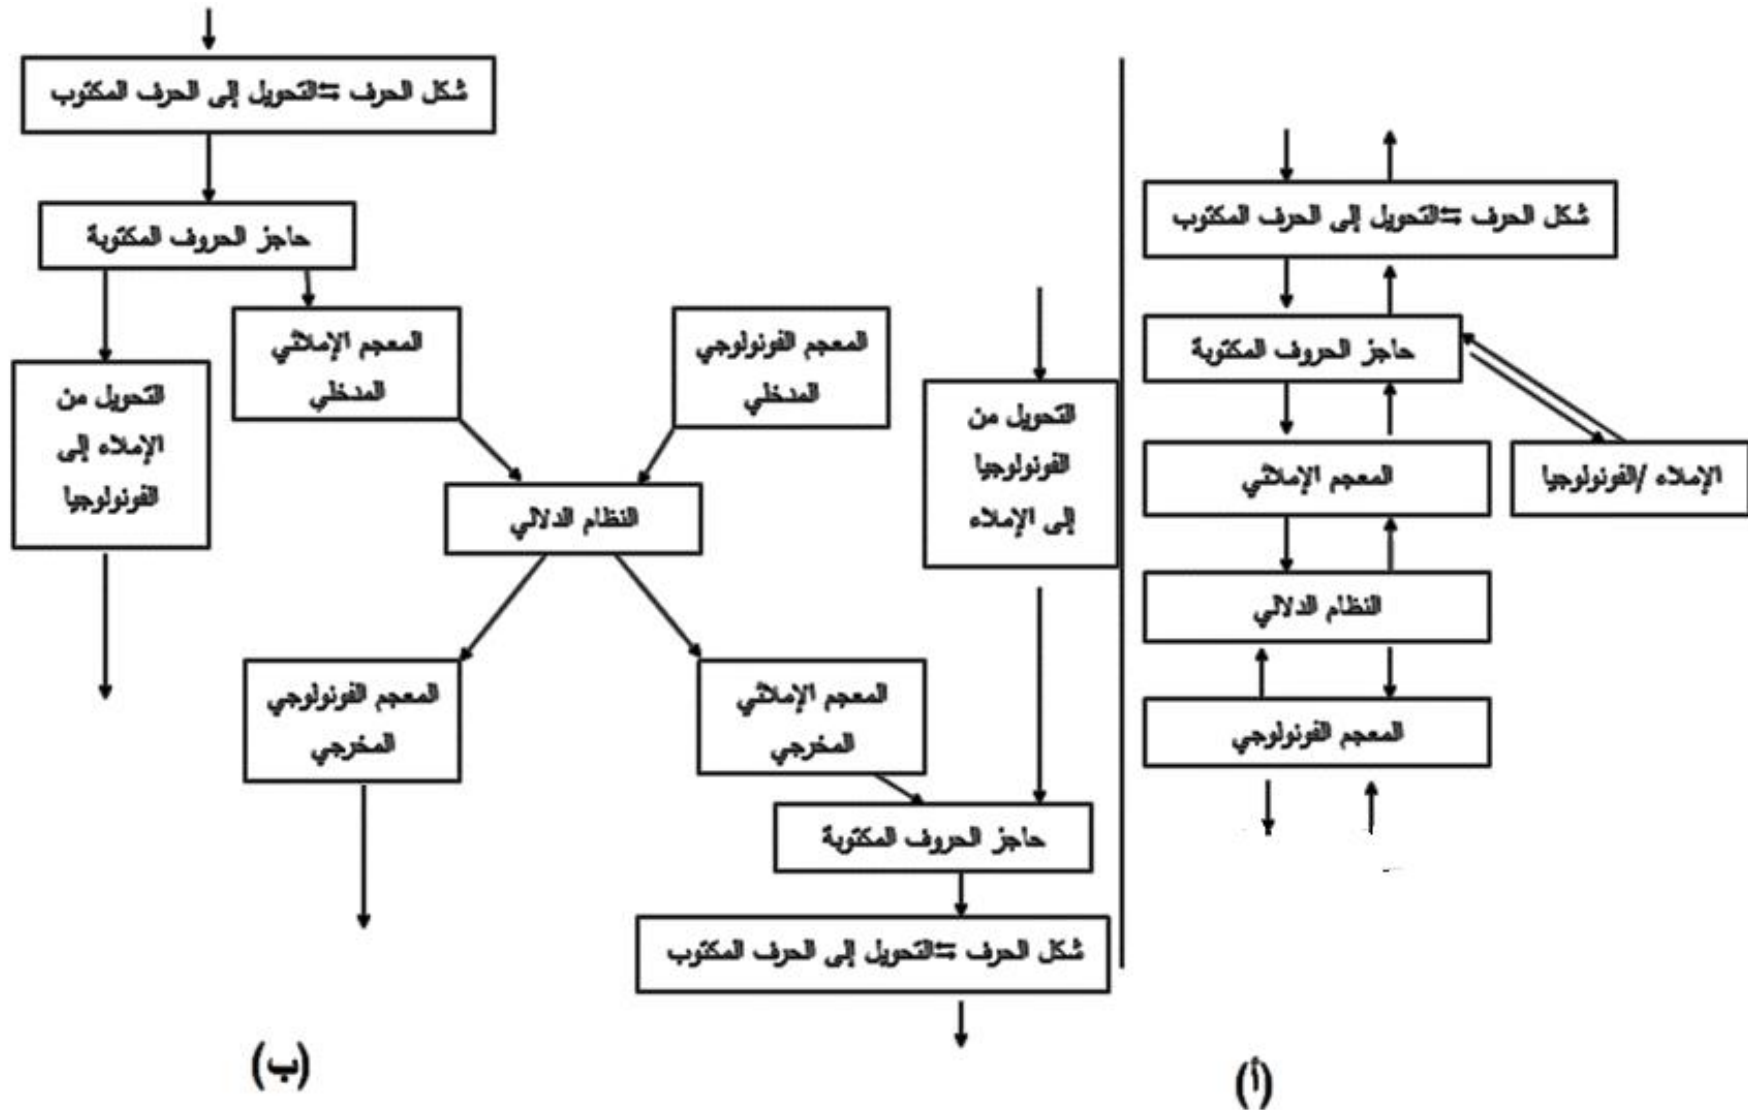 شكل الحرف ⇆التحويل إلى الحرف المكتوب
حاجز الحروف المكتوبة
المعجم الإملائي
الإملاء /الفونولوجيا
النظام الدلالي
المعجم الفونولوجي
(أ)
شكل الحرف ⇆التحويل إلى الحرف المكتوب
حاجز الحروف المكتوبة
المعجم الفونولوجي
المدخلي
المعجم الإملائي
المدخلي
التحويل من
الفونولوجيا
إلى الإملاء
التحويل من
الإملاء إلى
الفونولوجيا
النظام الدلالي
المعجم الإملائي
المخرجي
المعجم الفونولوجي
المخرجي
حاجز الحروف المكتوبة
شكل الحرف ⇆التحويل إلى الحرف المكتوب
(ب)